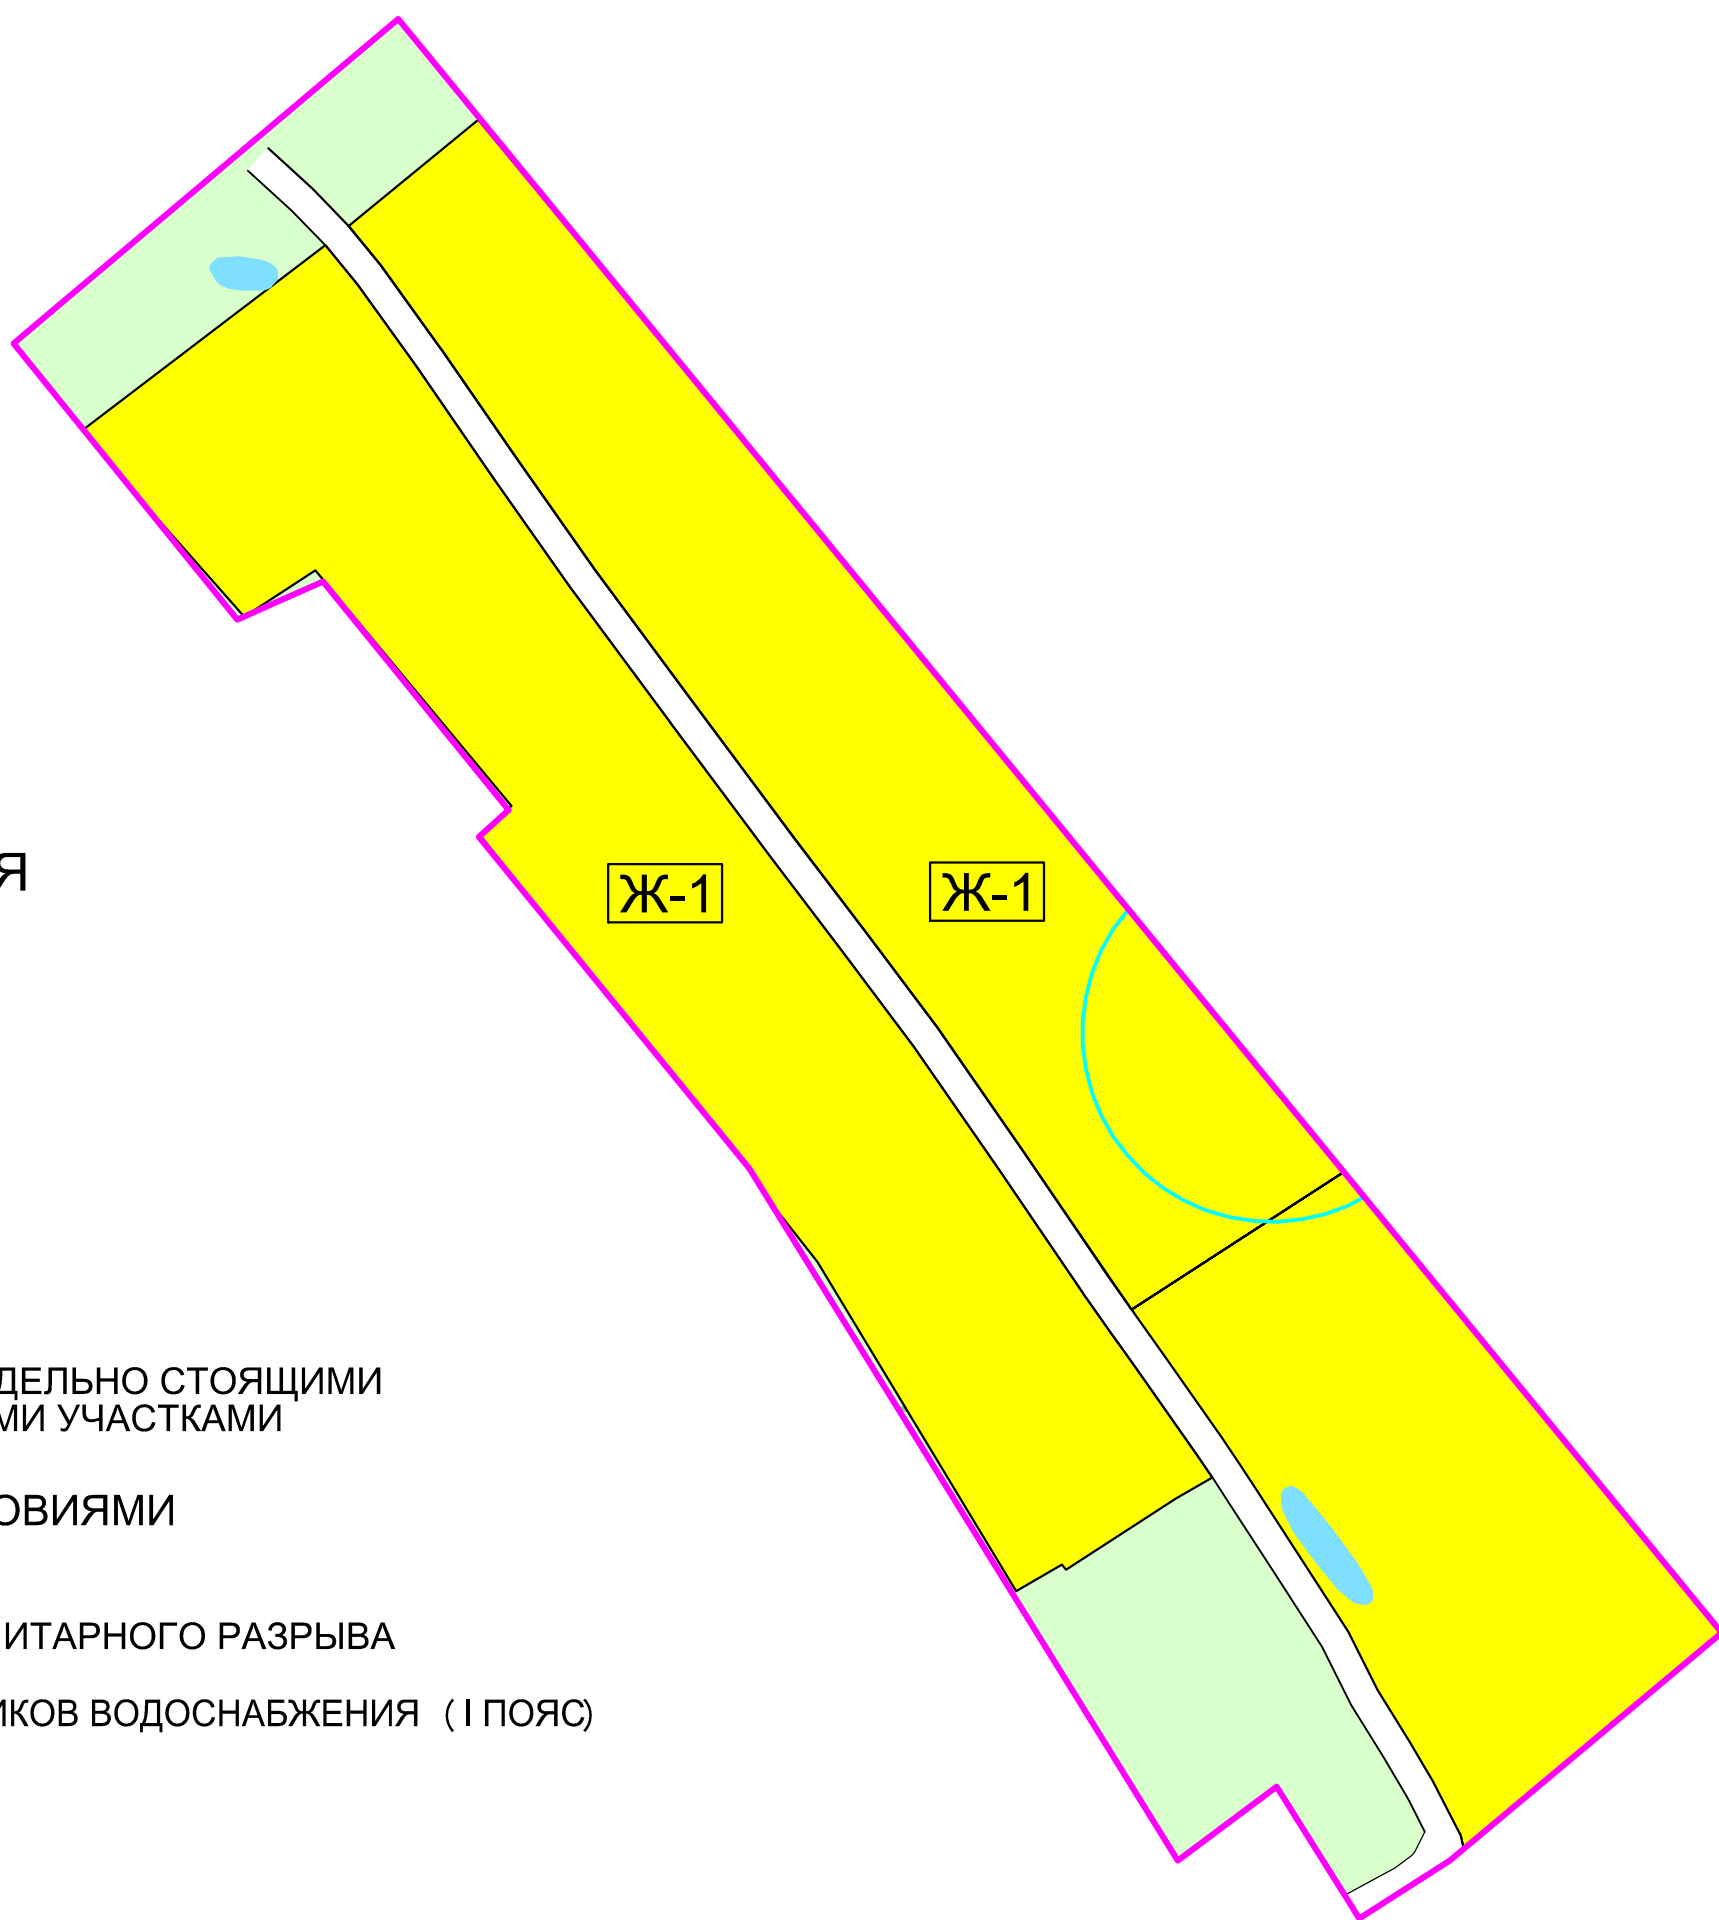 Я
Ж-1
Ж-1
ДЕЛЬНО СТОЯЩИМИ
МИ УЧАСТКАМИ
ОВИЯМИ
ИТАРНОГО РАЗРЫВА
ИКОВ ВОДОСНАБЖЕНИЯ ( I ПОЯС)